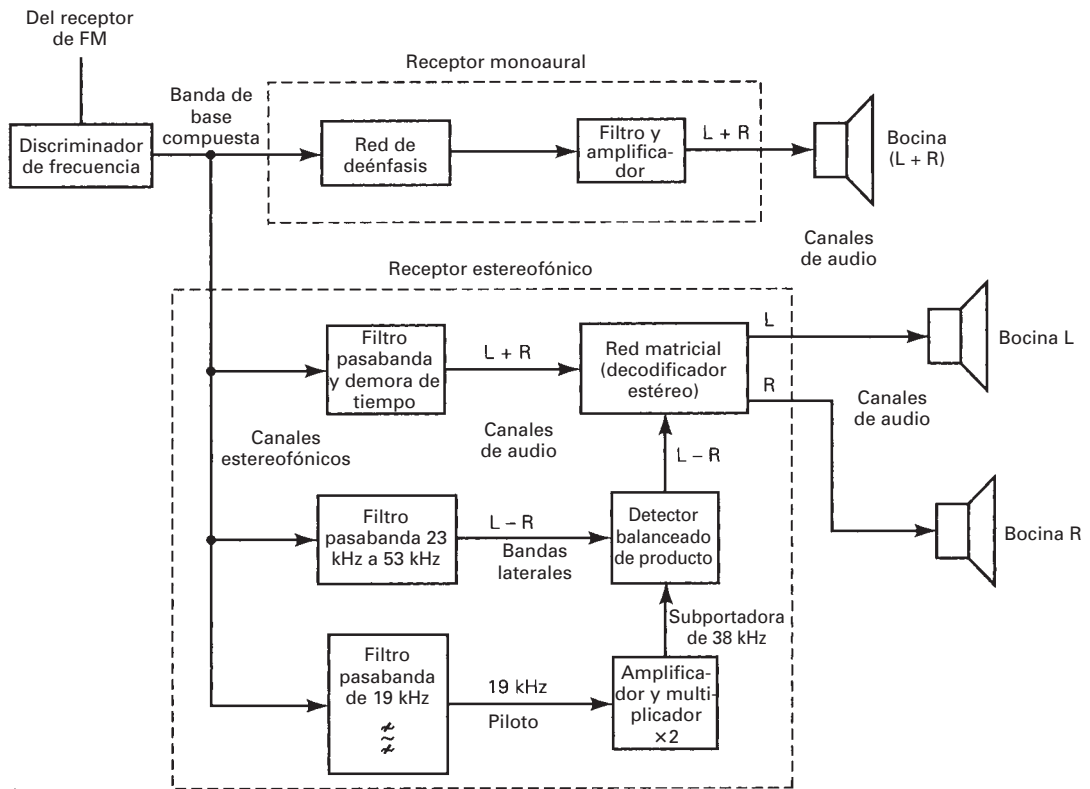 Del receptor
de FM
Discriminador
de frecuencia
Banda de
base
compuesta
Receptor monoaural
Red de
deénfasis
Filtro y
amplifica-
dor
L + R
Bocina
(L + R)
Canales
de audio
Receptor estereofónico
Filtro
pasabanda
y demora de
tiempo
L + R
Red matricial
(decodificador
estéreo)
L
R
Bocina L
Canales
de audio
Canales
estereofónicos
Canales
de audio
L – R
Filtro
pasabanda 23
kHz a 53 kHz
L – R
Bandas
laterales
Detector
balanceado
de producto
Bocina R
Subportadora
de 38 kHz
Filtro
pasabanda
de 19 kHz
19 kHz
Piloto
Amplifica-
dor y multi-
plicador
×2